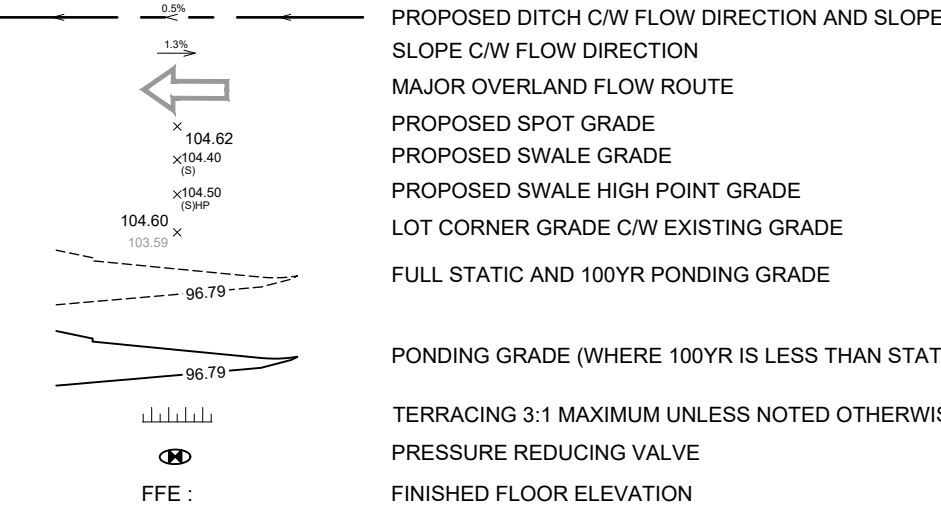 0.5% PROPOSED DITCH C/W FLOW DIRECTION AND SLOPE
1.3% SLOPE C/W FLOW DIRECTION
MAJOR OVERLAND FLOW ROUTE
104.62 PROPOSED SPOT GRADE
104.40 (S) PROPOSED SWALE GRADE
104.50 (S)HP PROPOSED SWALE HIGH POINT GRADE
104.60 103.59 LOT CORNER GRADE C/W EXISTING GRADE
96.79 FULL STATIC AND 100YR PONDING GRADE
96.79 PONDING GRADE (WHERE 100YR IS LESS THAN STAT
TERRACING 3:1 MAXIMUM UNLESS NOTED OTHERWIS
PRESSURE REDUCING VALVE
FFE : FINISHED FLOOR ELEVATION